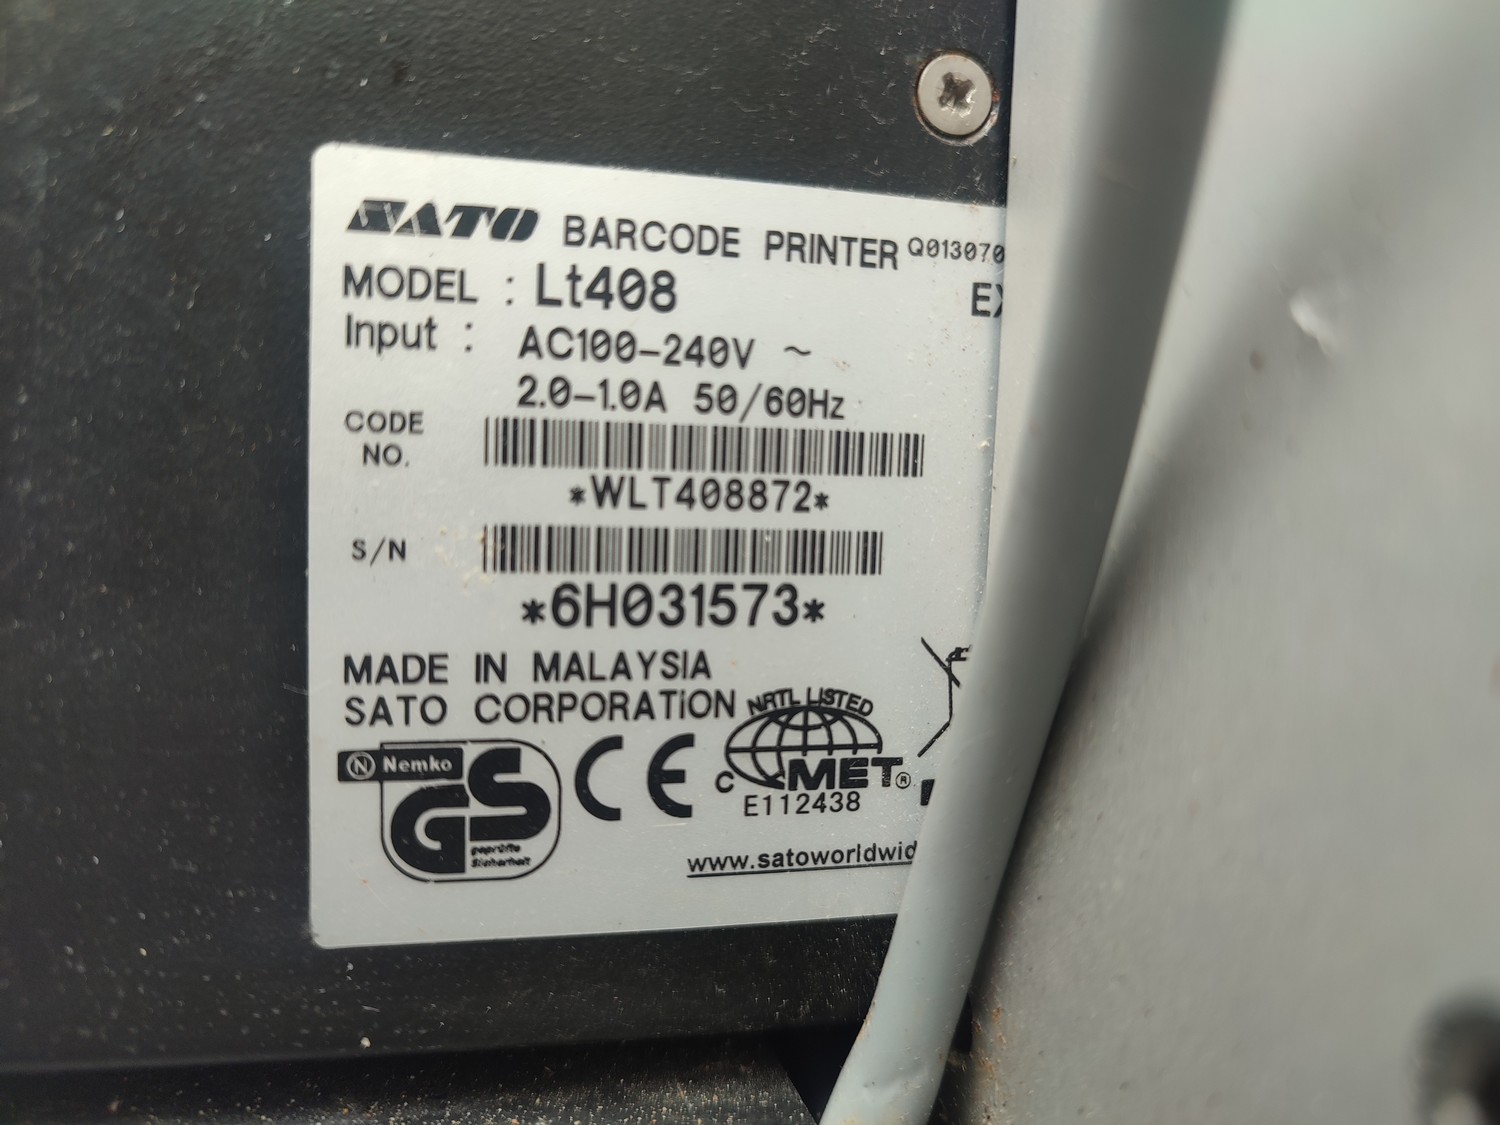 SATO BARCODE PRINTER Q013070
MODEL : Lt408
Input : AC100-240V ~
2.0-1.0A 50/60Hz
CODE NO.
*WLT408872*
S/N
*6H031573*
MADE IN MALAYSIA
SATO CORPORATION
NRTL LISTED
N Nemko
GS
geprüfte
Sicherheit
CE
C MET®
E112438
www.satoworldwid